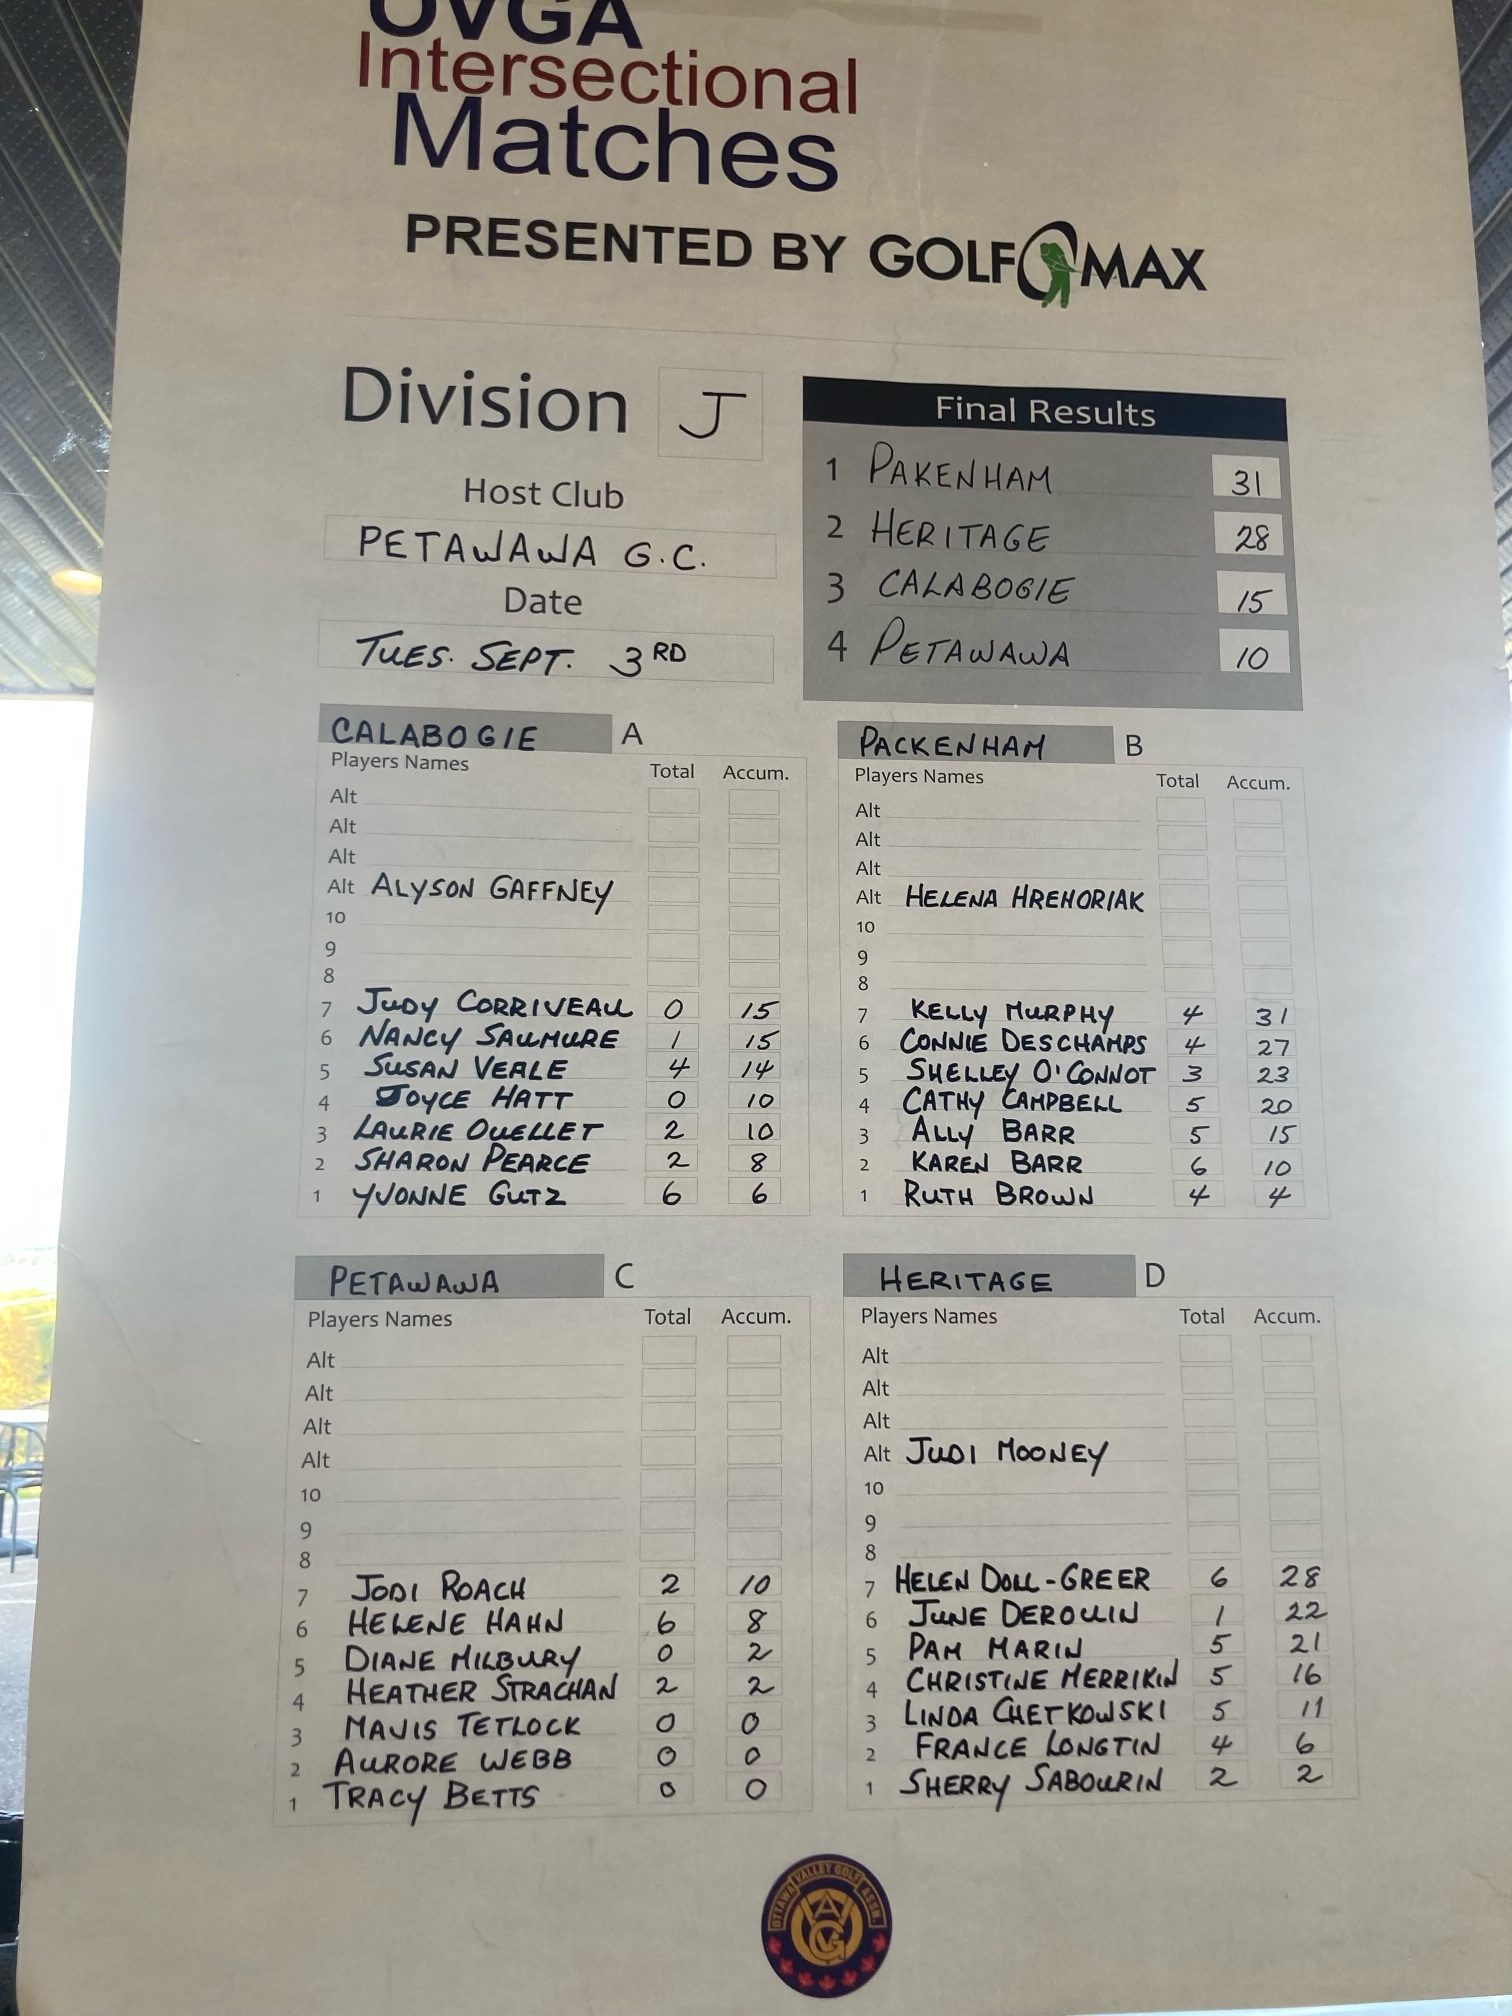 OVGA
Intersectional
Matches
PRESENTED BY GOLFOMAX
Division J
Host Club
PETAWAWA G.C.
Date
TUES. SEPT. 3RD
Final Results
1 PAKENHAM 31
2 HERITAGE 28
3 CALABOGIE 15
4 PETAWAWA 10
CALABOGIE A
Players Names Total Accum.
Alt
Alt
Alt
Alt ALYSON GAFFNEY
10
9
8
7 JUDY CORRIVEAU 0 15
6 NANCY SAUMURE 1 15
5 SUSAN VEALE 4 14
4 JOYCE HATT 0 10
3 LAURIE OUELLET 2 10
2 SHARON PEARCE 2 8
1 YVONNE GUTZ 6 6
PACKENHAM B
Players Names Total Accum.
Alt
Alt
Alt
Alt HELENA HREHORIAK
10
9
8
7 KELLY MURPHY 4 31
6 CONNIE DESCHAMPS 4 27
5 SHELLEY O'CONNOT 3 23
4 CATHY CAMPBELL 5 20
3 ALLY BARR 5 15
2 KAREN BARR 6 10
1 RUTH BROWN 4 4
PETAWAWA C
Players Names Total Accum.
Alt
Alt
Alt
Alt
10
9
8
7 JODI ROACH 2 10
6 HELENE HAHN 6 8
5 DIANE MILBURY 0 2
4 HEATHER STRACHAN 2 2
3 MAVIS TETLOCK 0 0
2 AURORE WEBB 0 0
1 TRACY BETTS 0 0
HERITAGE D
Players Names Total Accum.
Alt
Alt
Alt
Alt JUDI MOONEY
10
9
8
7 HELEN DOLL-GREER 6 28
6 JUNE DEROUIN 1 22
5 PAM MARIN 5 21
4 CHRISTINE MERRIKIN 5 16
3 LINDA CHETKOWSKI 5 11
2 FRANCE LONGTIN 4 6
1 SHERRY SABOURIN 2 2
OTTAWA VALLEY GOLF ASSN.